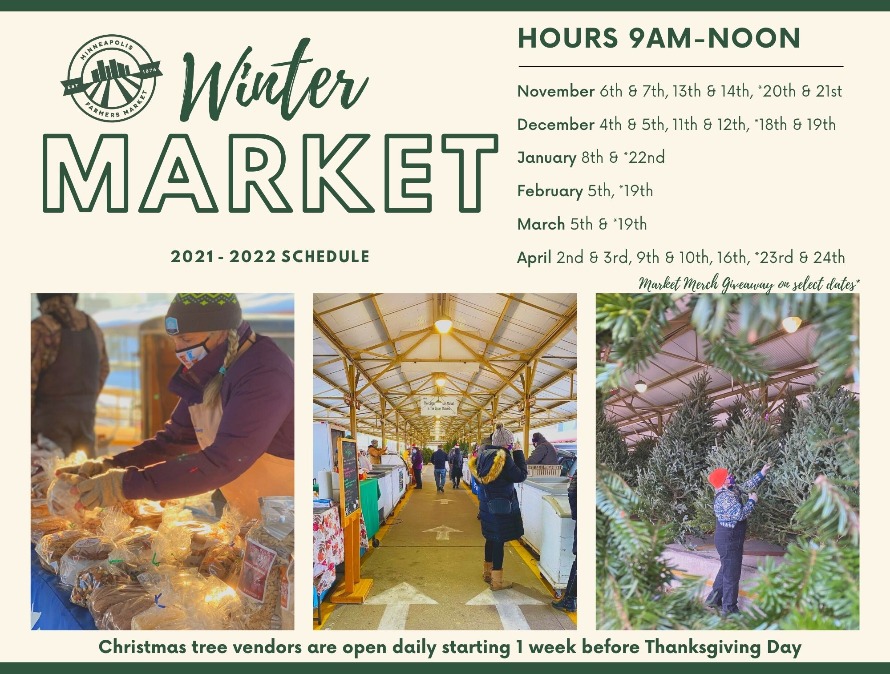 MINNEAPOLIS
EST 1876
FARMERS MARKET
Winter
MARKET
2021 - 2022 SCHEDULE
HOURS 9AM-NOON
November 6th & 7th, 13th & 14th, *20th & 21st
December 4th & 5th, 11th & 12th, *18th & 19th
January 8th & *22nd
February 5th, *19th
March 5th & *19th
April 2nd & 3rd, 9th & 10th, 16th, *23rd & 24th
Market Merch Giveaway on select dates*
Christmas tree vendors are open daily starting 1 week before Thanksgiving Day